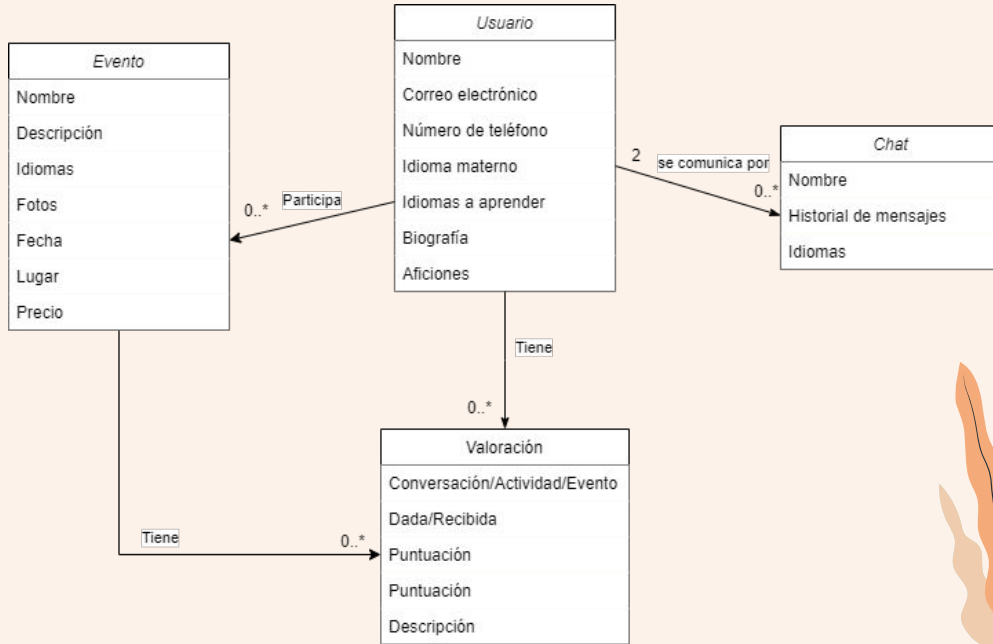 Evento
Nombre
Descripción
Idiomas
Fotos
Fecha
Lugar
Precio
Usuario
Nombre
Correo electrónico
Número de teléfono
Idioma materno
Idiomas a aprender
Biografía
Aficiones
Chat
Nombre
Historial de mensajes
Idiomas
2
se comunica por
0..*
Participa
0..*
Tiene
0..*
Tiene
0..*
Valoración
Conversación/Actividad/Evento
Dada/Recibida
Puntuación
Puntuación
Descripción